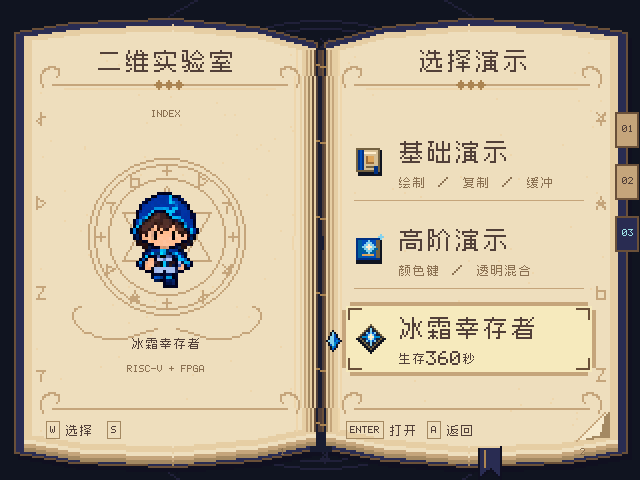 二维实验室
INDEX
冰霜幸存者
RISC-V + FPGA
W 选择 S
选择演示
基础演示
绘制 / 复制 / 缓冲
高阶演示
颜色键 / 透明混合
冰霜幸存者
生存360秒
ENTER 打开 A 返回
2
01
02
03